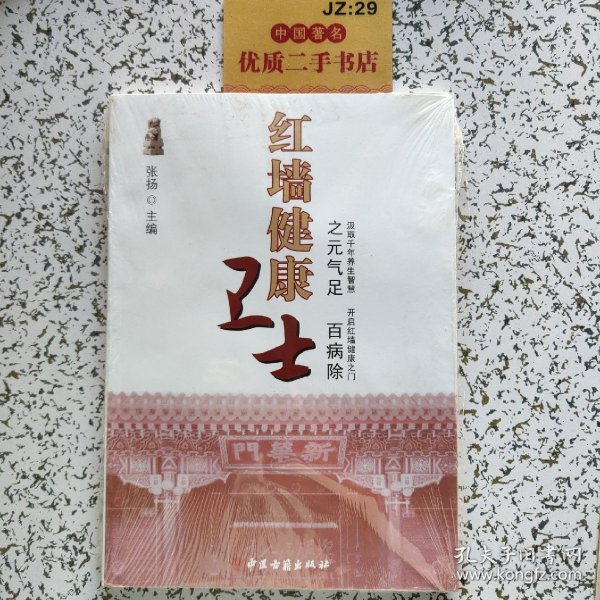 JZ:29
中国著名
优质二手书店
红墙健康
卫士
张扬◎主编
汲取千年养生智慧 开启红墙健康之门
之元气足 百病除
新華門
中医古籍出版社
孔夫子旧书网
www.kongfz.com